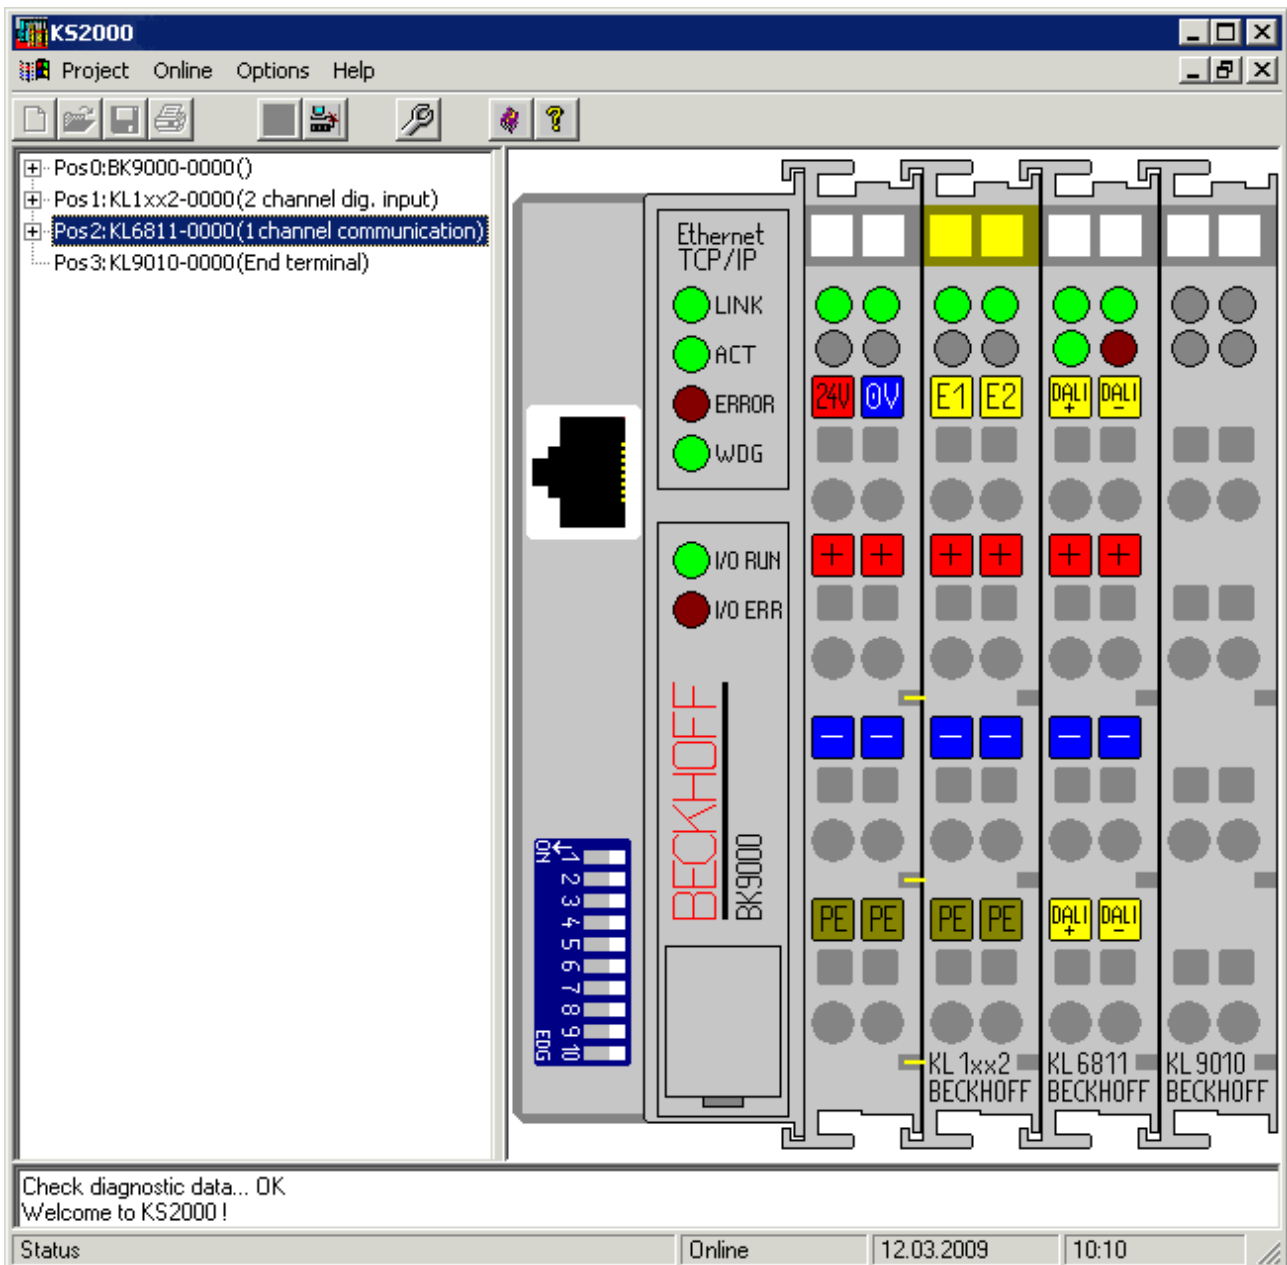 KS2000
Project Online Options Help
Pos0:BK9000-0000()
Pos1:KL1xx2-0000(2 channel dig. input)
Pos2:KL6811-0000(1 channel communication)
Pos3:KL9010-0000(End terminal)
Ethernet
TCP/IP
LINK
ACT
ERROR
WDG
I/O RUN
I/O ERR
BECKHOFF
BK9000
ON
1
2
3
4
5
6
7
8
9
10
EDG
24V 0V E1 E2 DALI + DALI -
+ + + + + +
- - - - - -
PE PE PE PE DALI + DALI -
KL1xx2
BECKHOFF
KL6811
BECKHOFF
KL9010
BECKHOFF
Check diagnostic data... OK
Welcome to KS2000 !
Status Online 12.03.2009 10:10